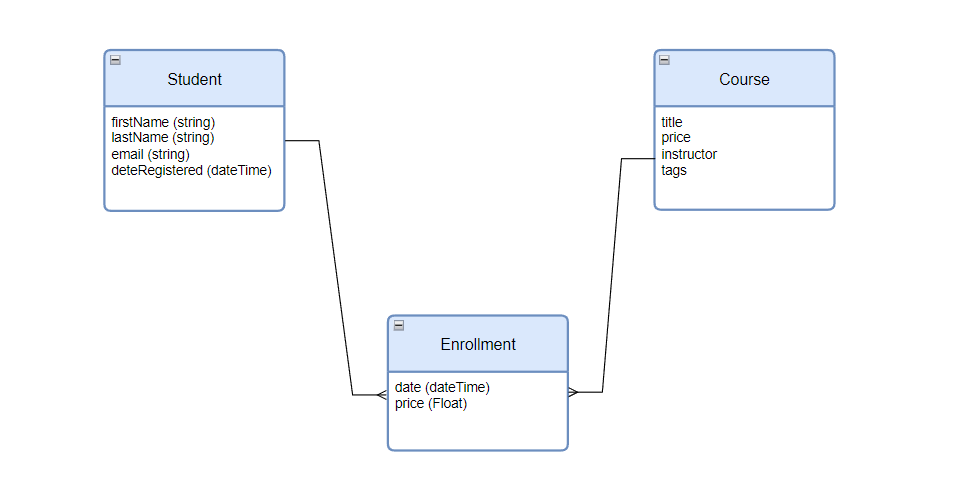 Student
firstName (string)
lastName (string)
email (string)
deteRegistered (dateTime)
Course
title
price
instructor
tags
Enrollment
date (dateTime)
price (Float)